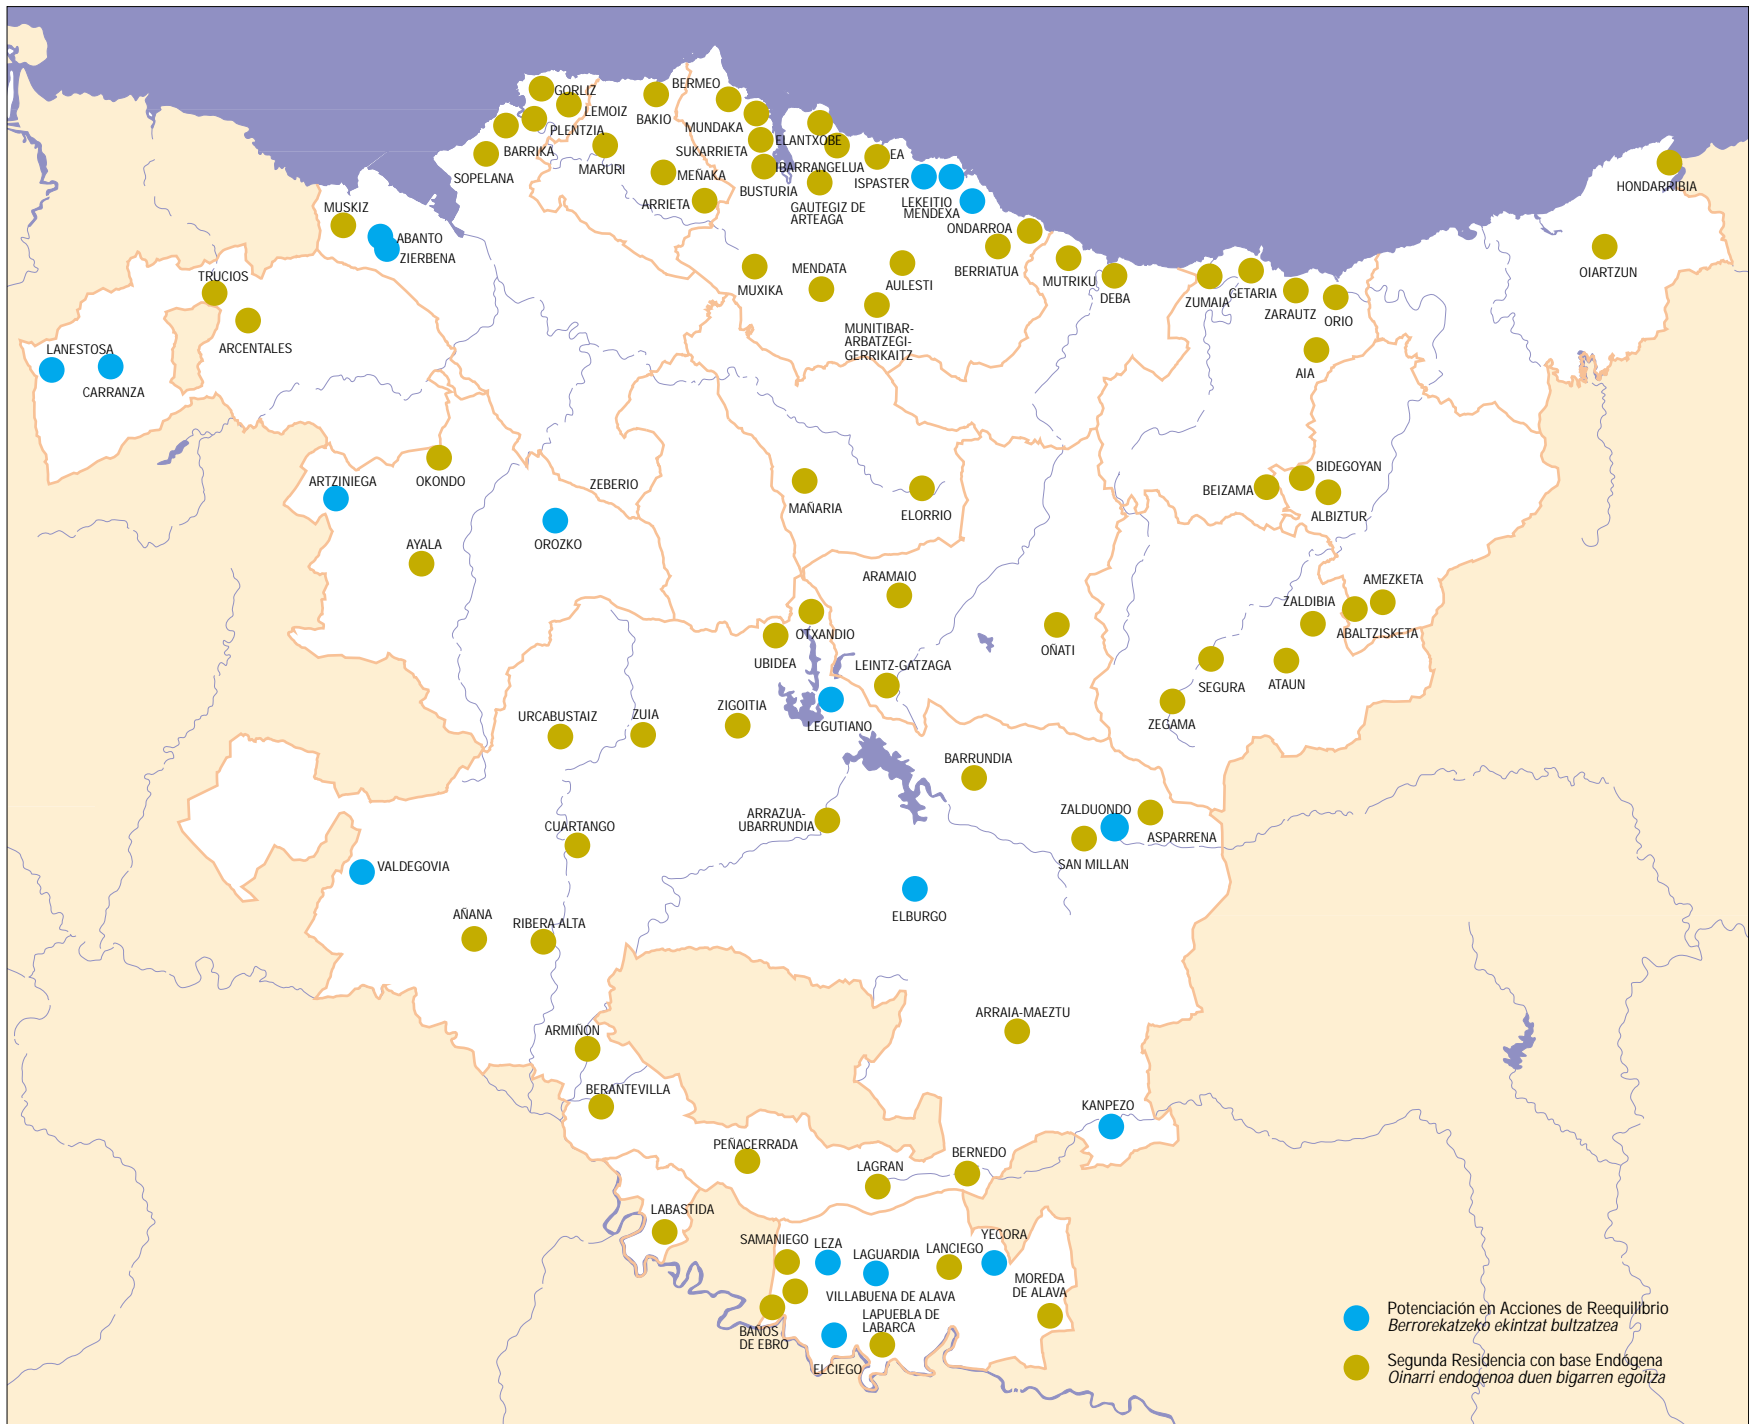 GORLIZ
LEMOIZ
PLENTZIA
BARRIKA
SOPELANA
BERMEO
BAKIO
MUNDAKA
MARURI
MEÑAKA
ARRIETA
SUKARRIETA
ELANTXOBE
IBARRANGELUA
BUSTURIA
EA
ISPASTER
GAUTEGIZ DE
ARTEAGA
LEKEITIO
MENDEXA
ONDARROA
BERRIATUA
MUTRIKU
DEBA
ZUMAIA
GETARIA
ZARAUTZ
ORIO
AIA
HONDARRIBIA
OIARTZUN
MUSKIZ
ABANTO
ZIERBENA
TRUCIOS
ARCENTALES
LANESTOSA
CARRANZA
MUXIKA
MENDATA
AULESTI
MUNITIBAR-
ARBATZEGI-
GERRIKAITZ
ARTZINIEGA
OKONDO
AYALA
OROZKO
ZEBERIO
MAÑARIA
ELORRIO
BEIZAMA
BIDEGOYAN
ALBIZTUR
ARAMAIO
OTXANDIO
UBIDEA
OÑATI
AMEZKETA
ZALDIBIA
ABALTZISKETA
ATAUN
SEGURA
ZEGAMA
LEINTZ-GATZAGA
LEGUTIANO
URCABUSTAIZ
ZUIA
ZIGOITIA
BARRUNDIA
ARRAZUA-
UBARRUNDIA
CUARTANGO
ZALDUONDO
ASPARRENA
SAN MILLAN
VALDEGOVIA
ELBURGO
AÑANA
RIBERA ALTA
ARRAIA-MAEZTU
ARMIÑON
BERANTEVILLA
KANPEZO
PEÑACERRADA
LAGRAN
BERNEDO
LABASTIDA
SAMANIEGO
LEZA
LAGUARDIA
LANCIEGO
YECORA
MOREDA
DE ALAVA
VILLABUENA DE ALAVA
LAPUEBLA DE
LABARCA
BAÑOS
DE EBRO
ELCIEGO
Potenciación en Acciones de Reequilibrio
Berrorekatzeko ekintzat bultzatzea
Segunda Residencia con base Endógena
Oinarri endogenoa duen bigarren egoitza